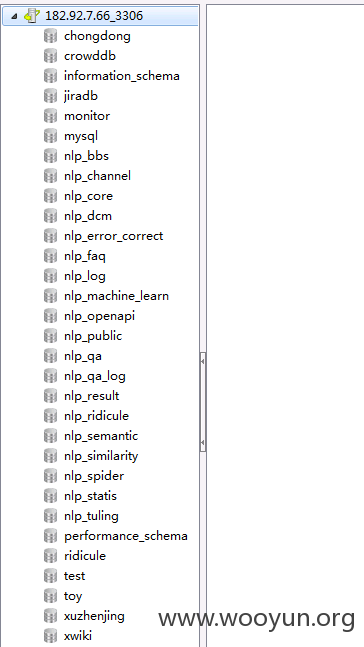 182.92.7.66_3306
chongdong
crowddb
information_schema
jiradb
monitor
mysql
nlp_bbs
nlp_channel
nlp_core
nlp_dcm
nlp_error_correct
nlp_faq
nlp_log
nlp_machine_learn
nlp_openapi
nlp_public
nlp_qa
nlp_qa_log
nlp_result
nlp_ridicule
nlp_semantic
nlp_similarity
nlp_spider
nlp_statis
nlp_tuling
performance_schema
ridicule
test
toy
xuzhenjing
xwiki
www.wooyun.org